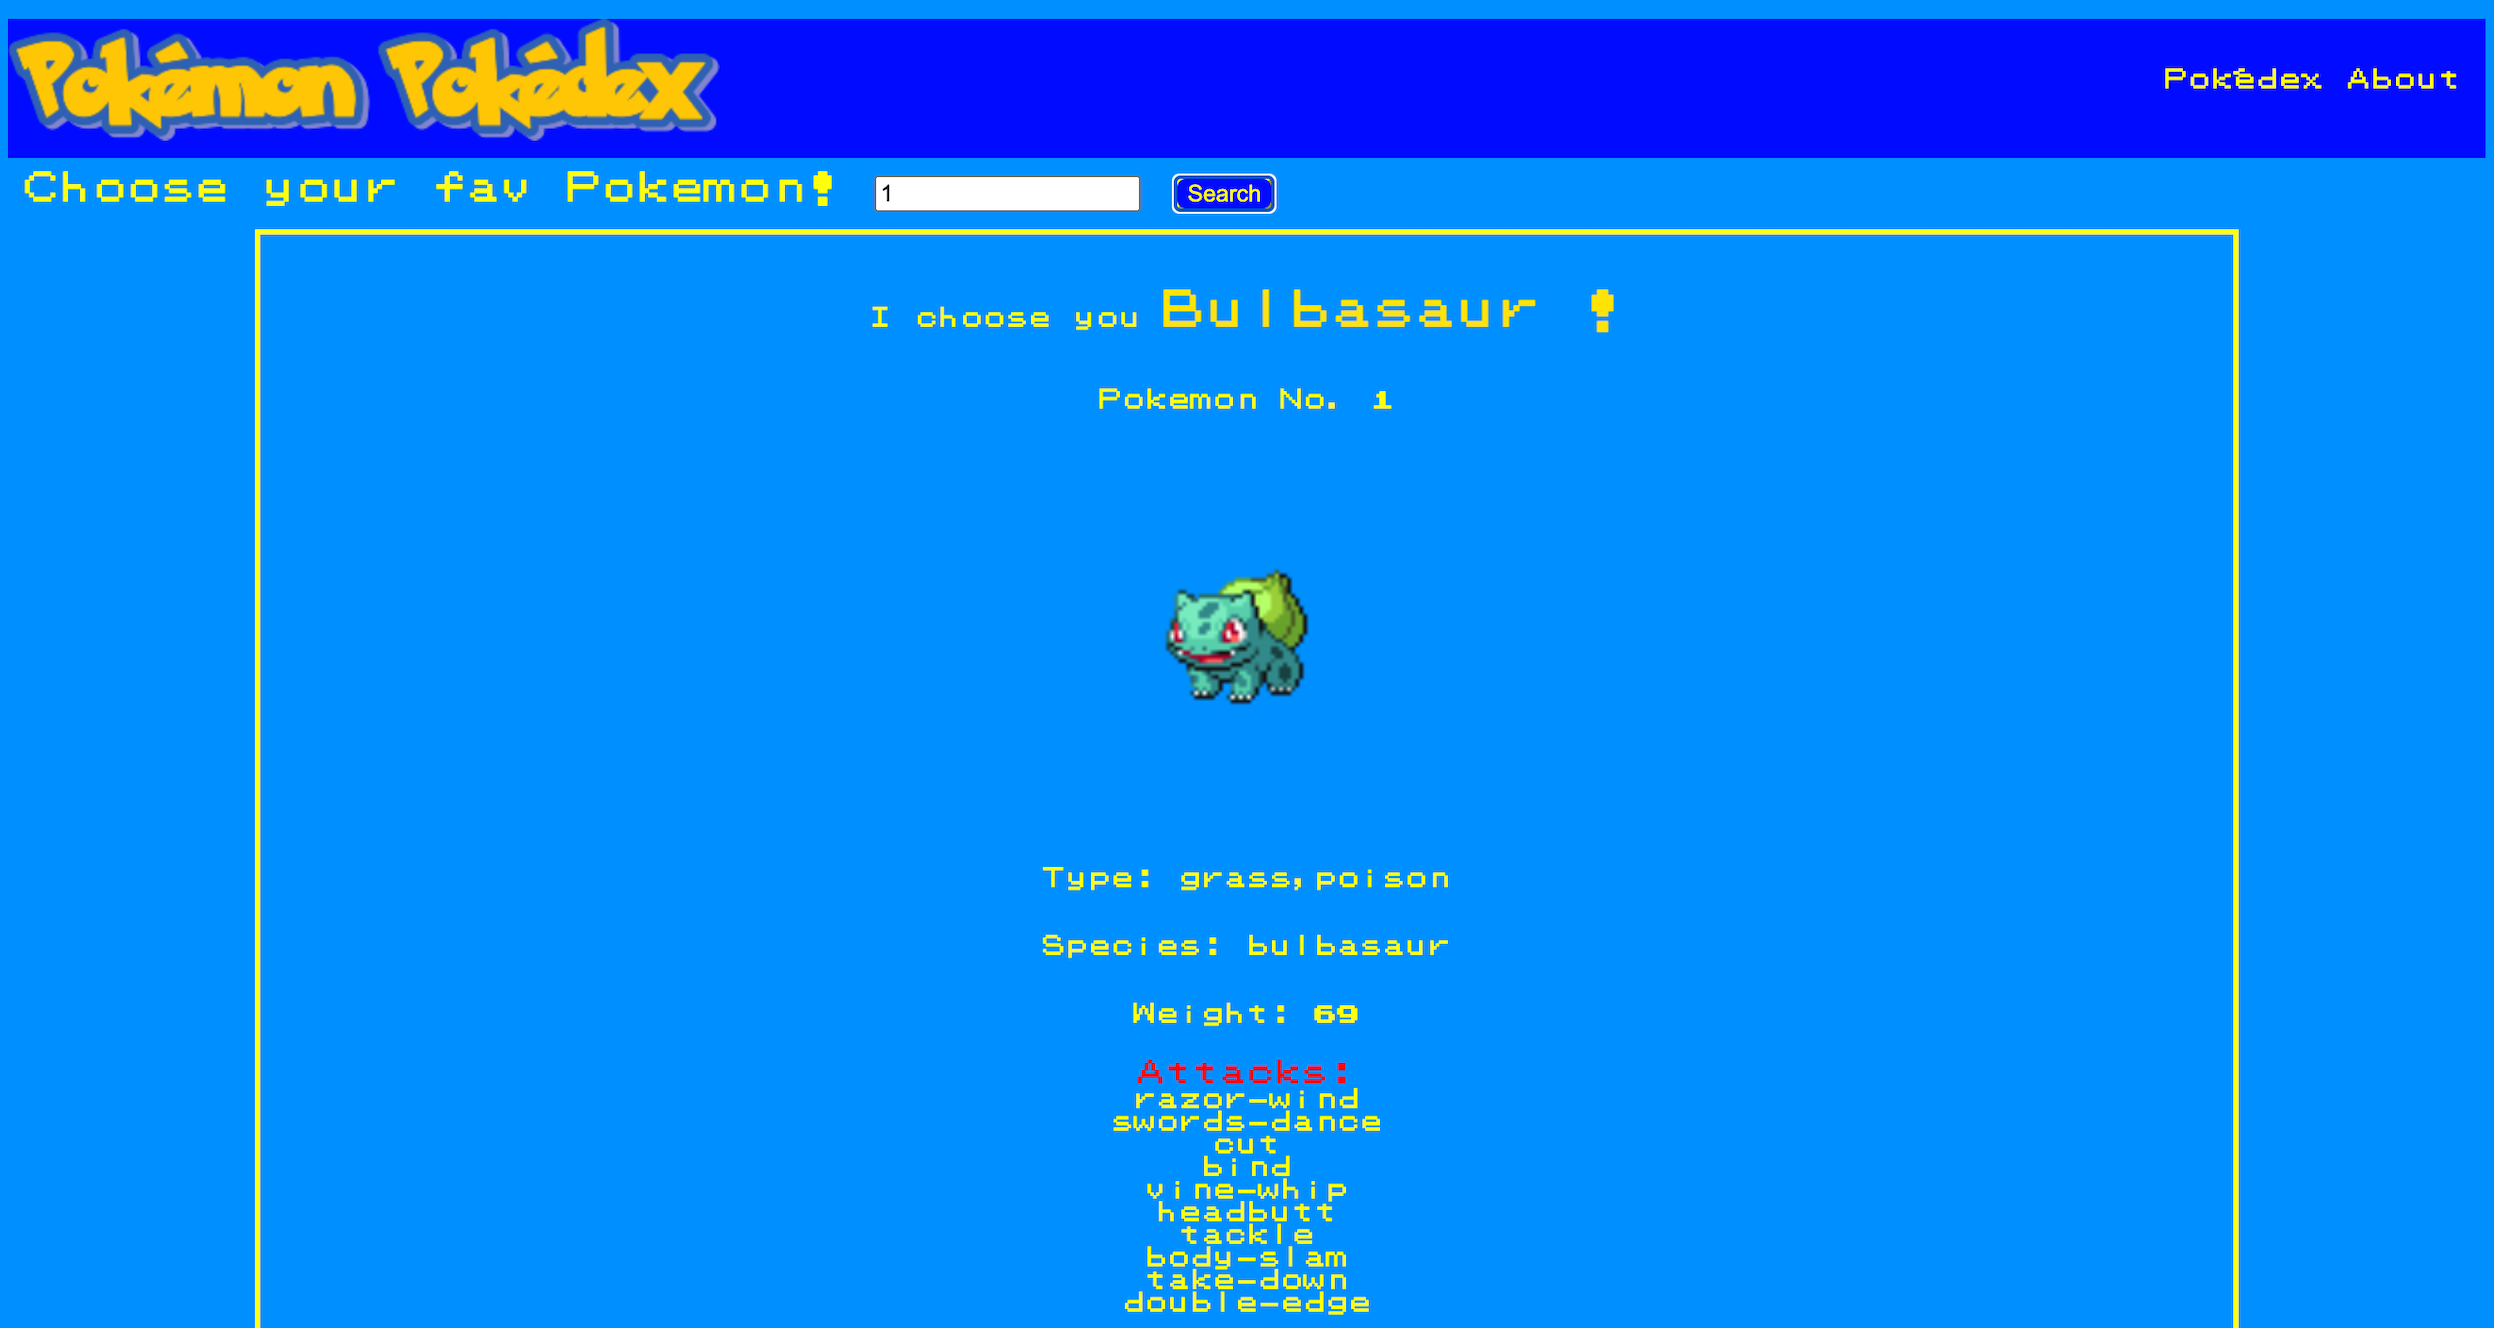 Pokémon Pokédex
Pokèdex About
Choose your fav Pokemon! 1 Search
I choose you Bulbasaur !
Pokemon No. 1
Type: grass,poison
Species: bulbasaur
Weight: 69
Attacks:
razor-wind
swords-dance
cut
bind
vine-whip
headbutt
tackle
body-slam
take-down
double-edge